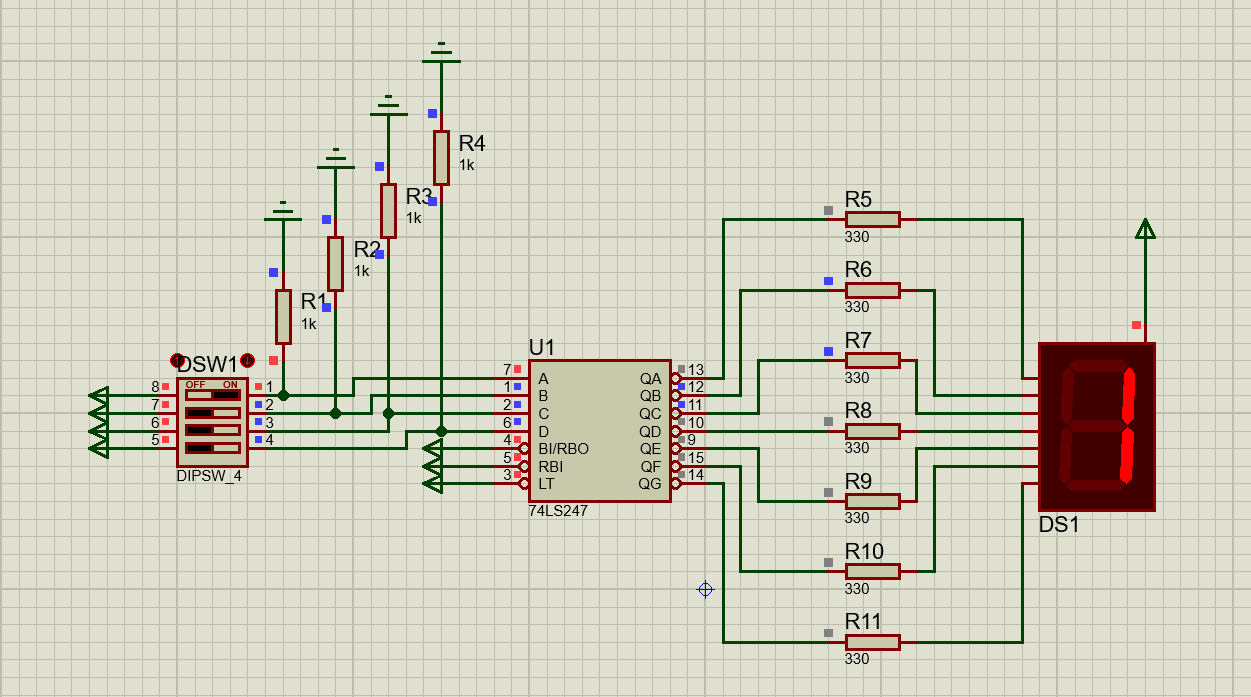 R4
1k
R3
1k
R2
1k
R1
1k
DSW1
OFF ON
8
7
6
5
1
2
3
4
DIPSW_4
U1
7 A QA 13
1 B QB 12
2 C QC 11
6 D QD 10
4 BI/RBO QE 9
5 RBI QF 15
3 LT QG 14
74LS247
R5
330
R6
330
R7
330
R8
330
R9
330
R10
330
R11
330
1
DS1